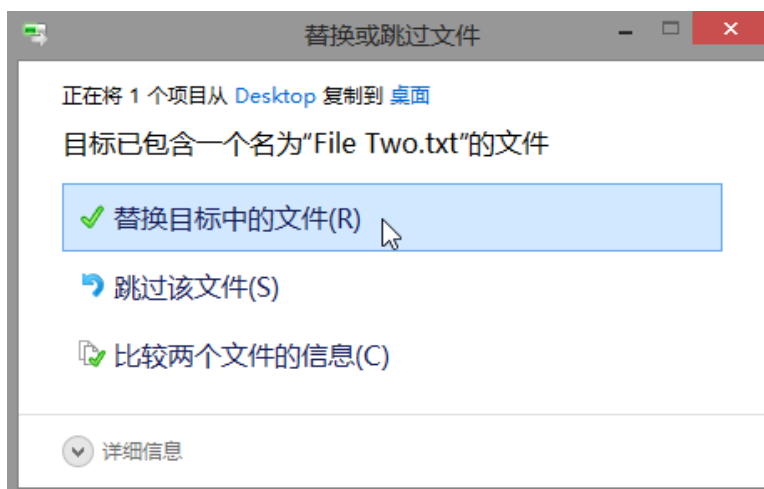 替换或跳过文件
正在将 1 个项目从 Desktop 复制到 桌面
目标已包含一个名为“File Two.txt”的文件
替换目标中的文件(R)
跳过该文件(S)
比较两个文件的信息(C)
详细信息